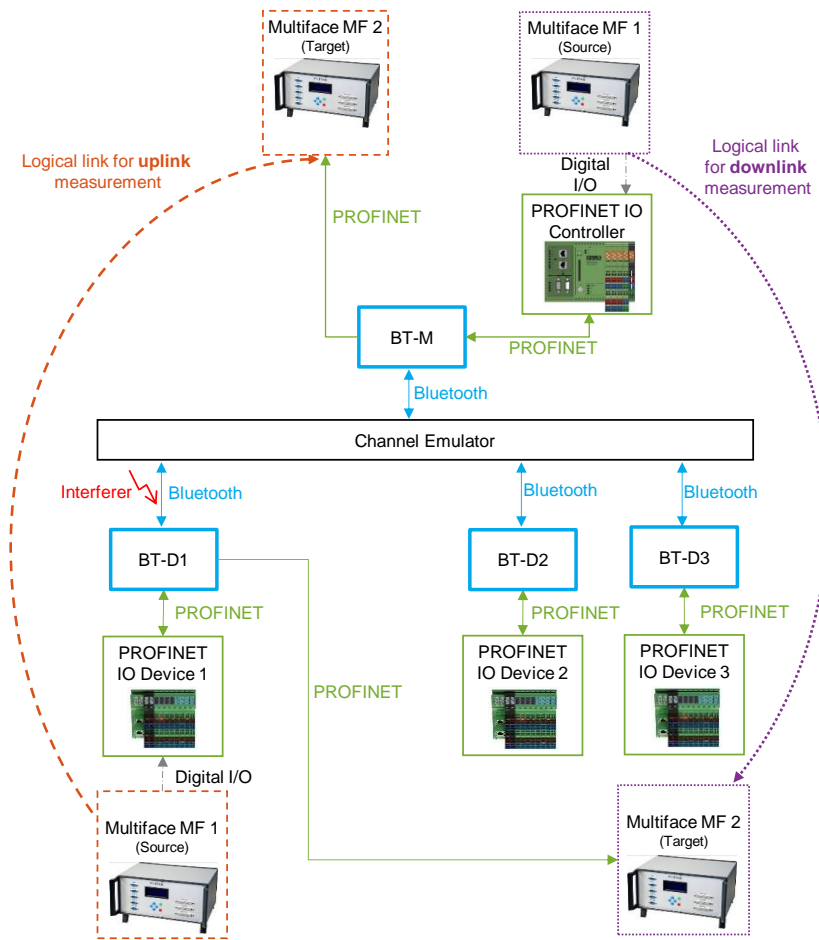 Multiface MF 2
(Target)
Multiface MF 1
(Source)
Logical link for uplink
measurement
Logical link
for downlink
measurement
Digital
I/O
PROFINET
PROFINET IO
Controller
BT-M
PROFINET
Bluetooth
Channel Emulator
Interferer
Bluetooth
Bluetooth
Bluetooth
BT-D1
BT-D2
BT-D3
PROFINET
PROFINET
PROFINET
PROFINET
IO Device 1
PROFINET
IO Device 2
PROFINET
IO Device 3
PROFINET
Digital I/O
Multiface MF 1
(Source)
Multiface MF 2
(Target)